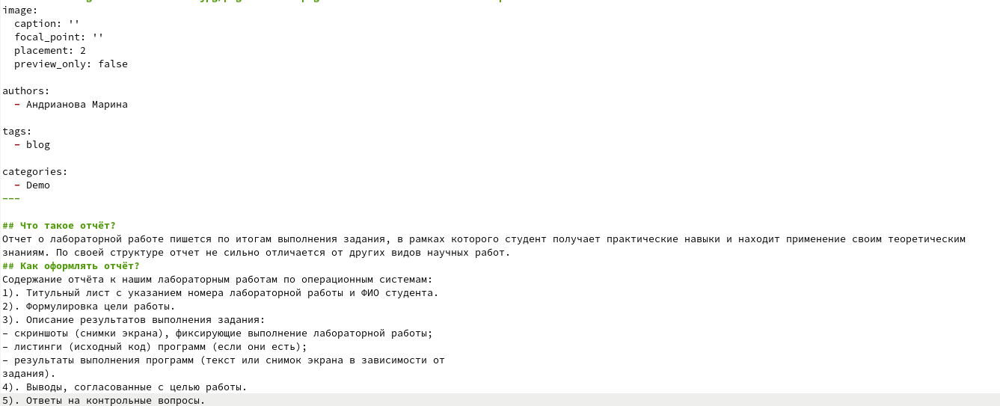 image:
  caption: ''
  focal_point: ''
  placement: 2
  preview_only: false
authors:
  - Андрианова Марина
tags:
  - blog
categories:
  - Demo
---
## Что такое отчёт?
Отчет о лабораторной работе пишется по итогам выполнения задания, в рамках которого студент получает практические навыки и находит применение своим теоретическим
знаниям. По своей структуре отчет не сильно отличается от других видов научных работ.
## Как оформлять отчёт?
Содержание отчёта к нашим лабораторным работам по операционным системам:
1). Титульный лист с указанием номера лабораторной работы и ФИО студента.
2). Формулировка цели работы.
3). Описание результатов выполнения задания:
– скриншоты (снимки экрана), фиксирующие выполнение лабораторной работы;
– листинги (исходный код) программ (если они есть);
– результаты выполнения программ (текст или снимок экрана в зависимости от
задания).
4). Выводы, согласованные с целью работы.
5). Ответы на контрольные вопросы.